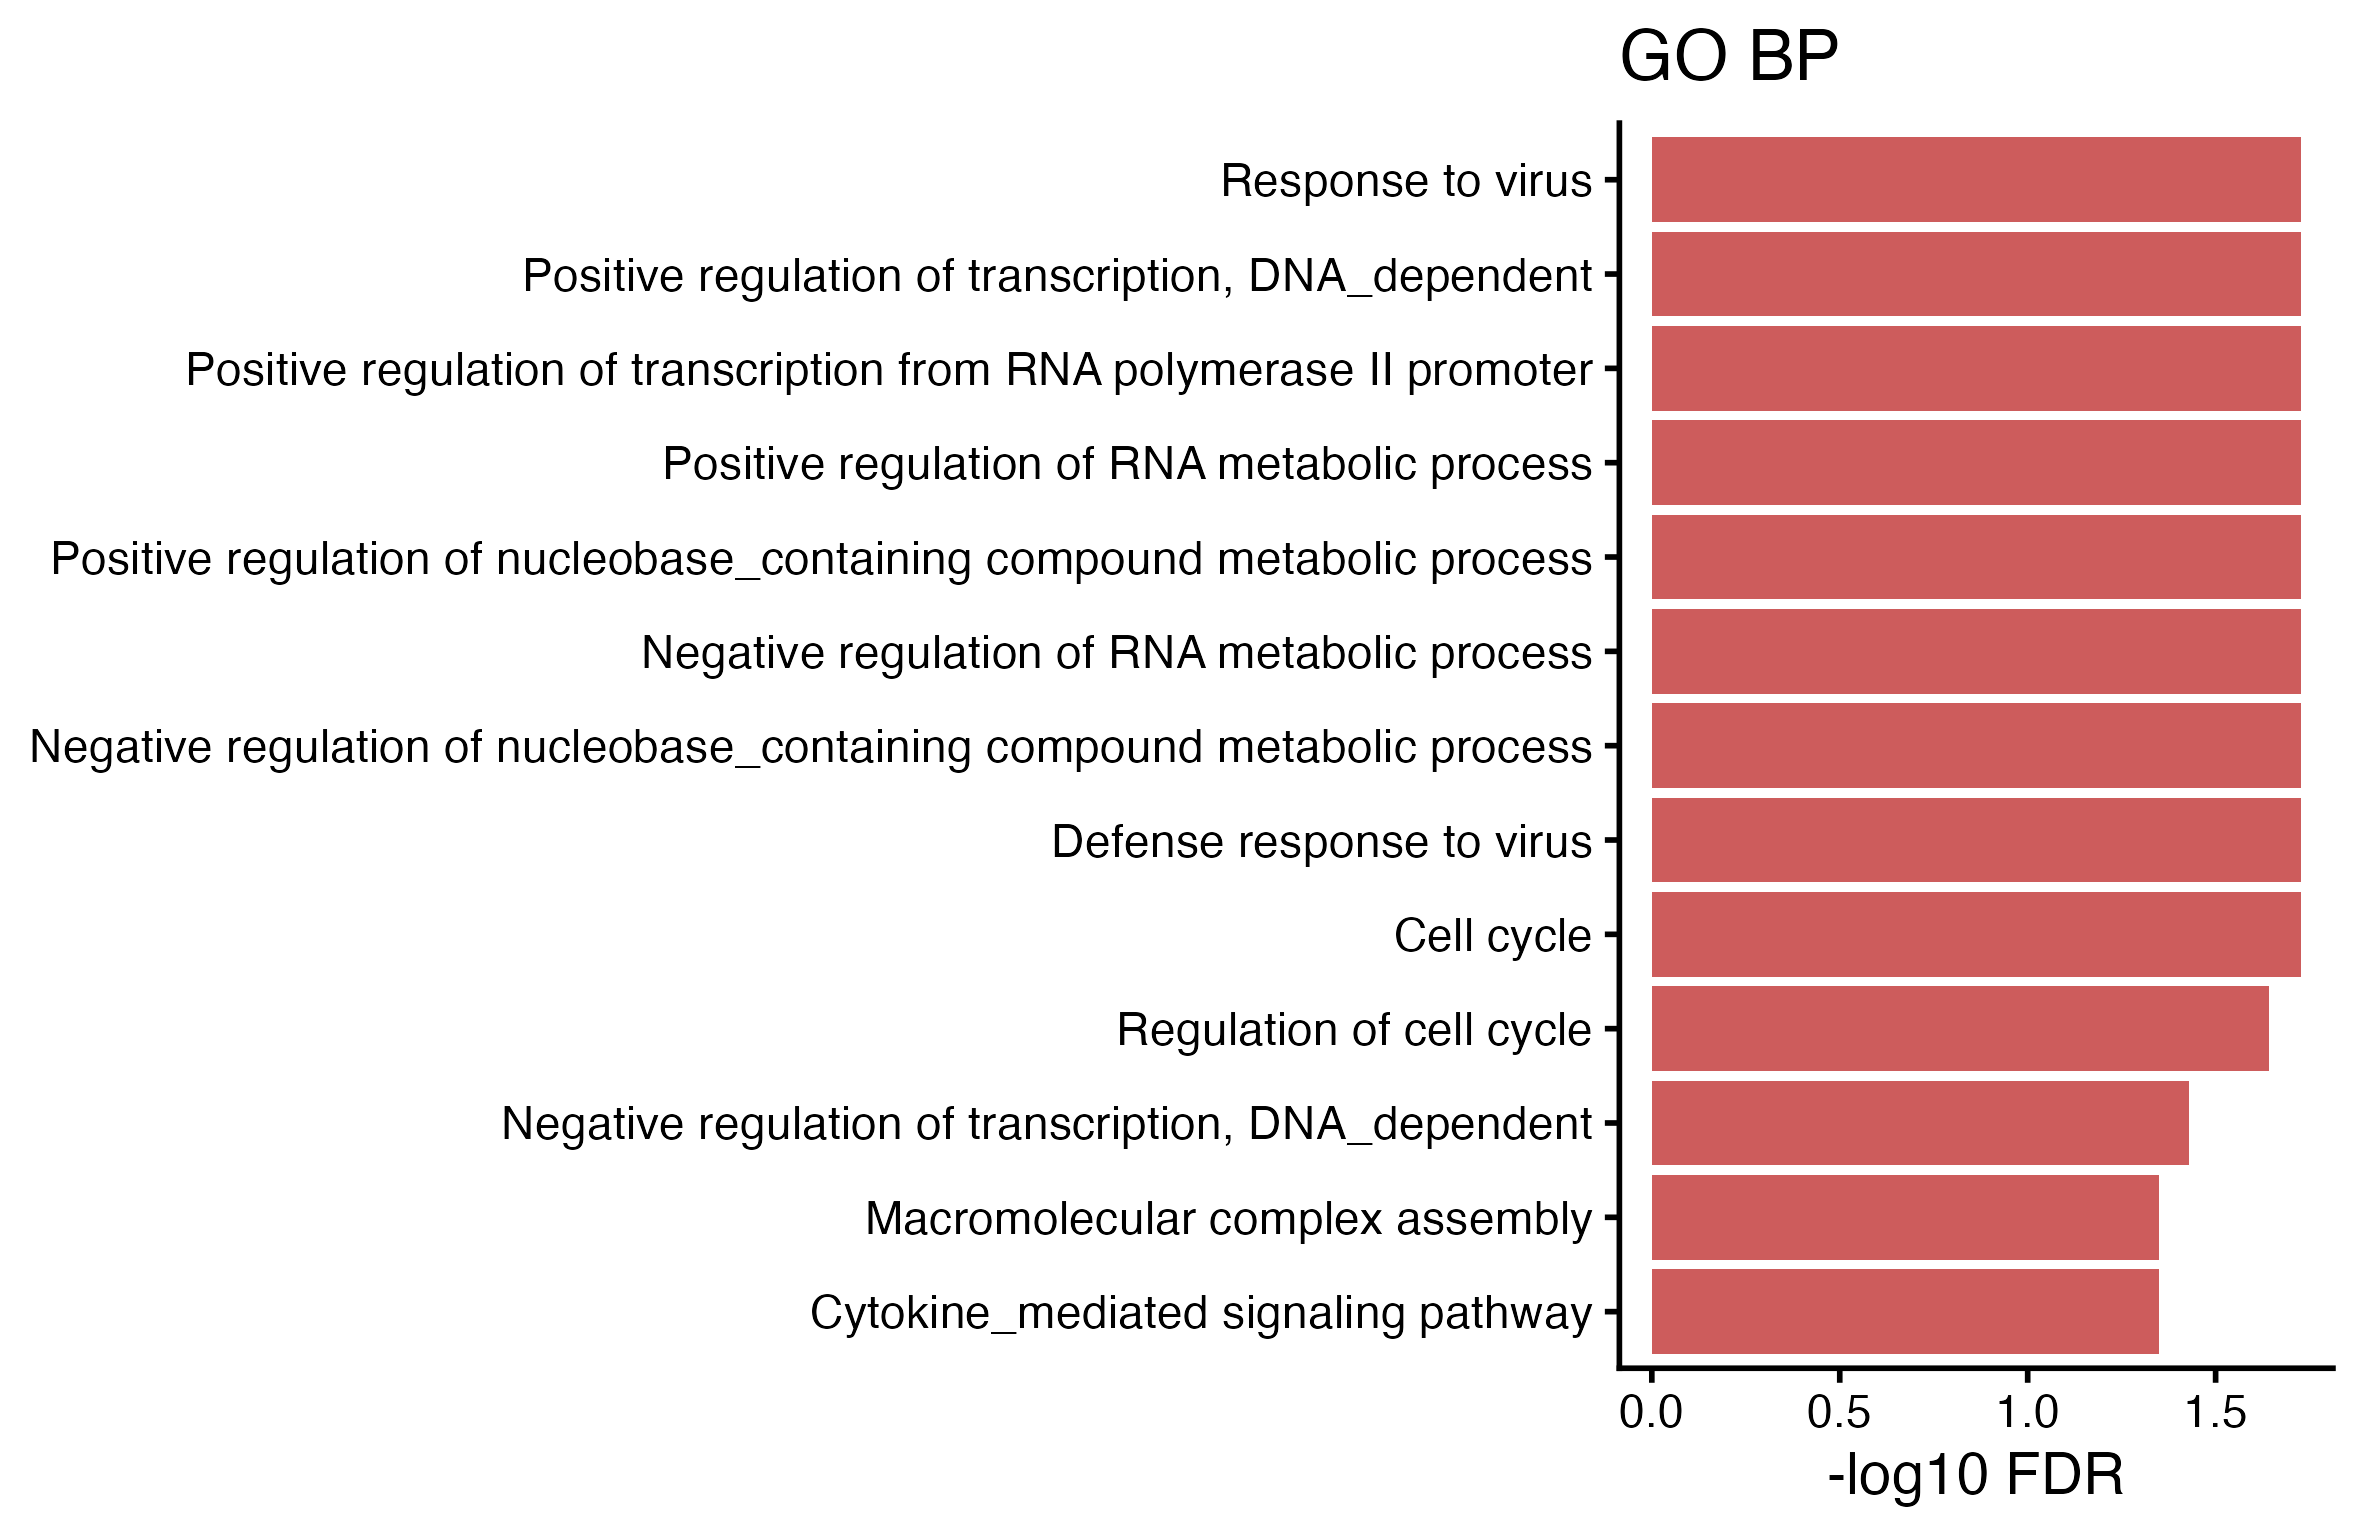 GO BP
Response to virus
Positive regulation of transcription, DNA_dependent
Positive regulation of transcription from RNA polymerase II promoter
Positive regulation of RNA metabolic process
Positive regulation of nucleobase_containing compound metabolic process
Negative regulation of RNA metabolic process
Negative regulation of nucleobase_containing compound metabolic process
Defense response to virus
Cell cycle
Regulation of cell cycle
Negative regulation of transcription, DNA_dependent
Macromolecular complex assembly
Cytokine_mediated signaling pathway
0.0 0.5 1.0 1.5
-log10 FDR